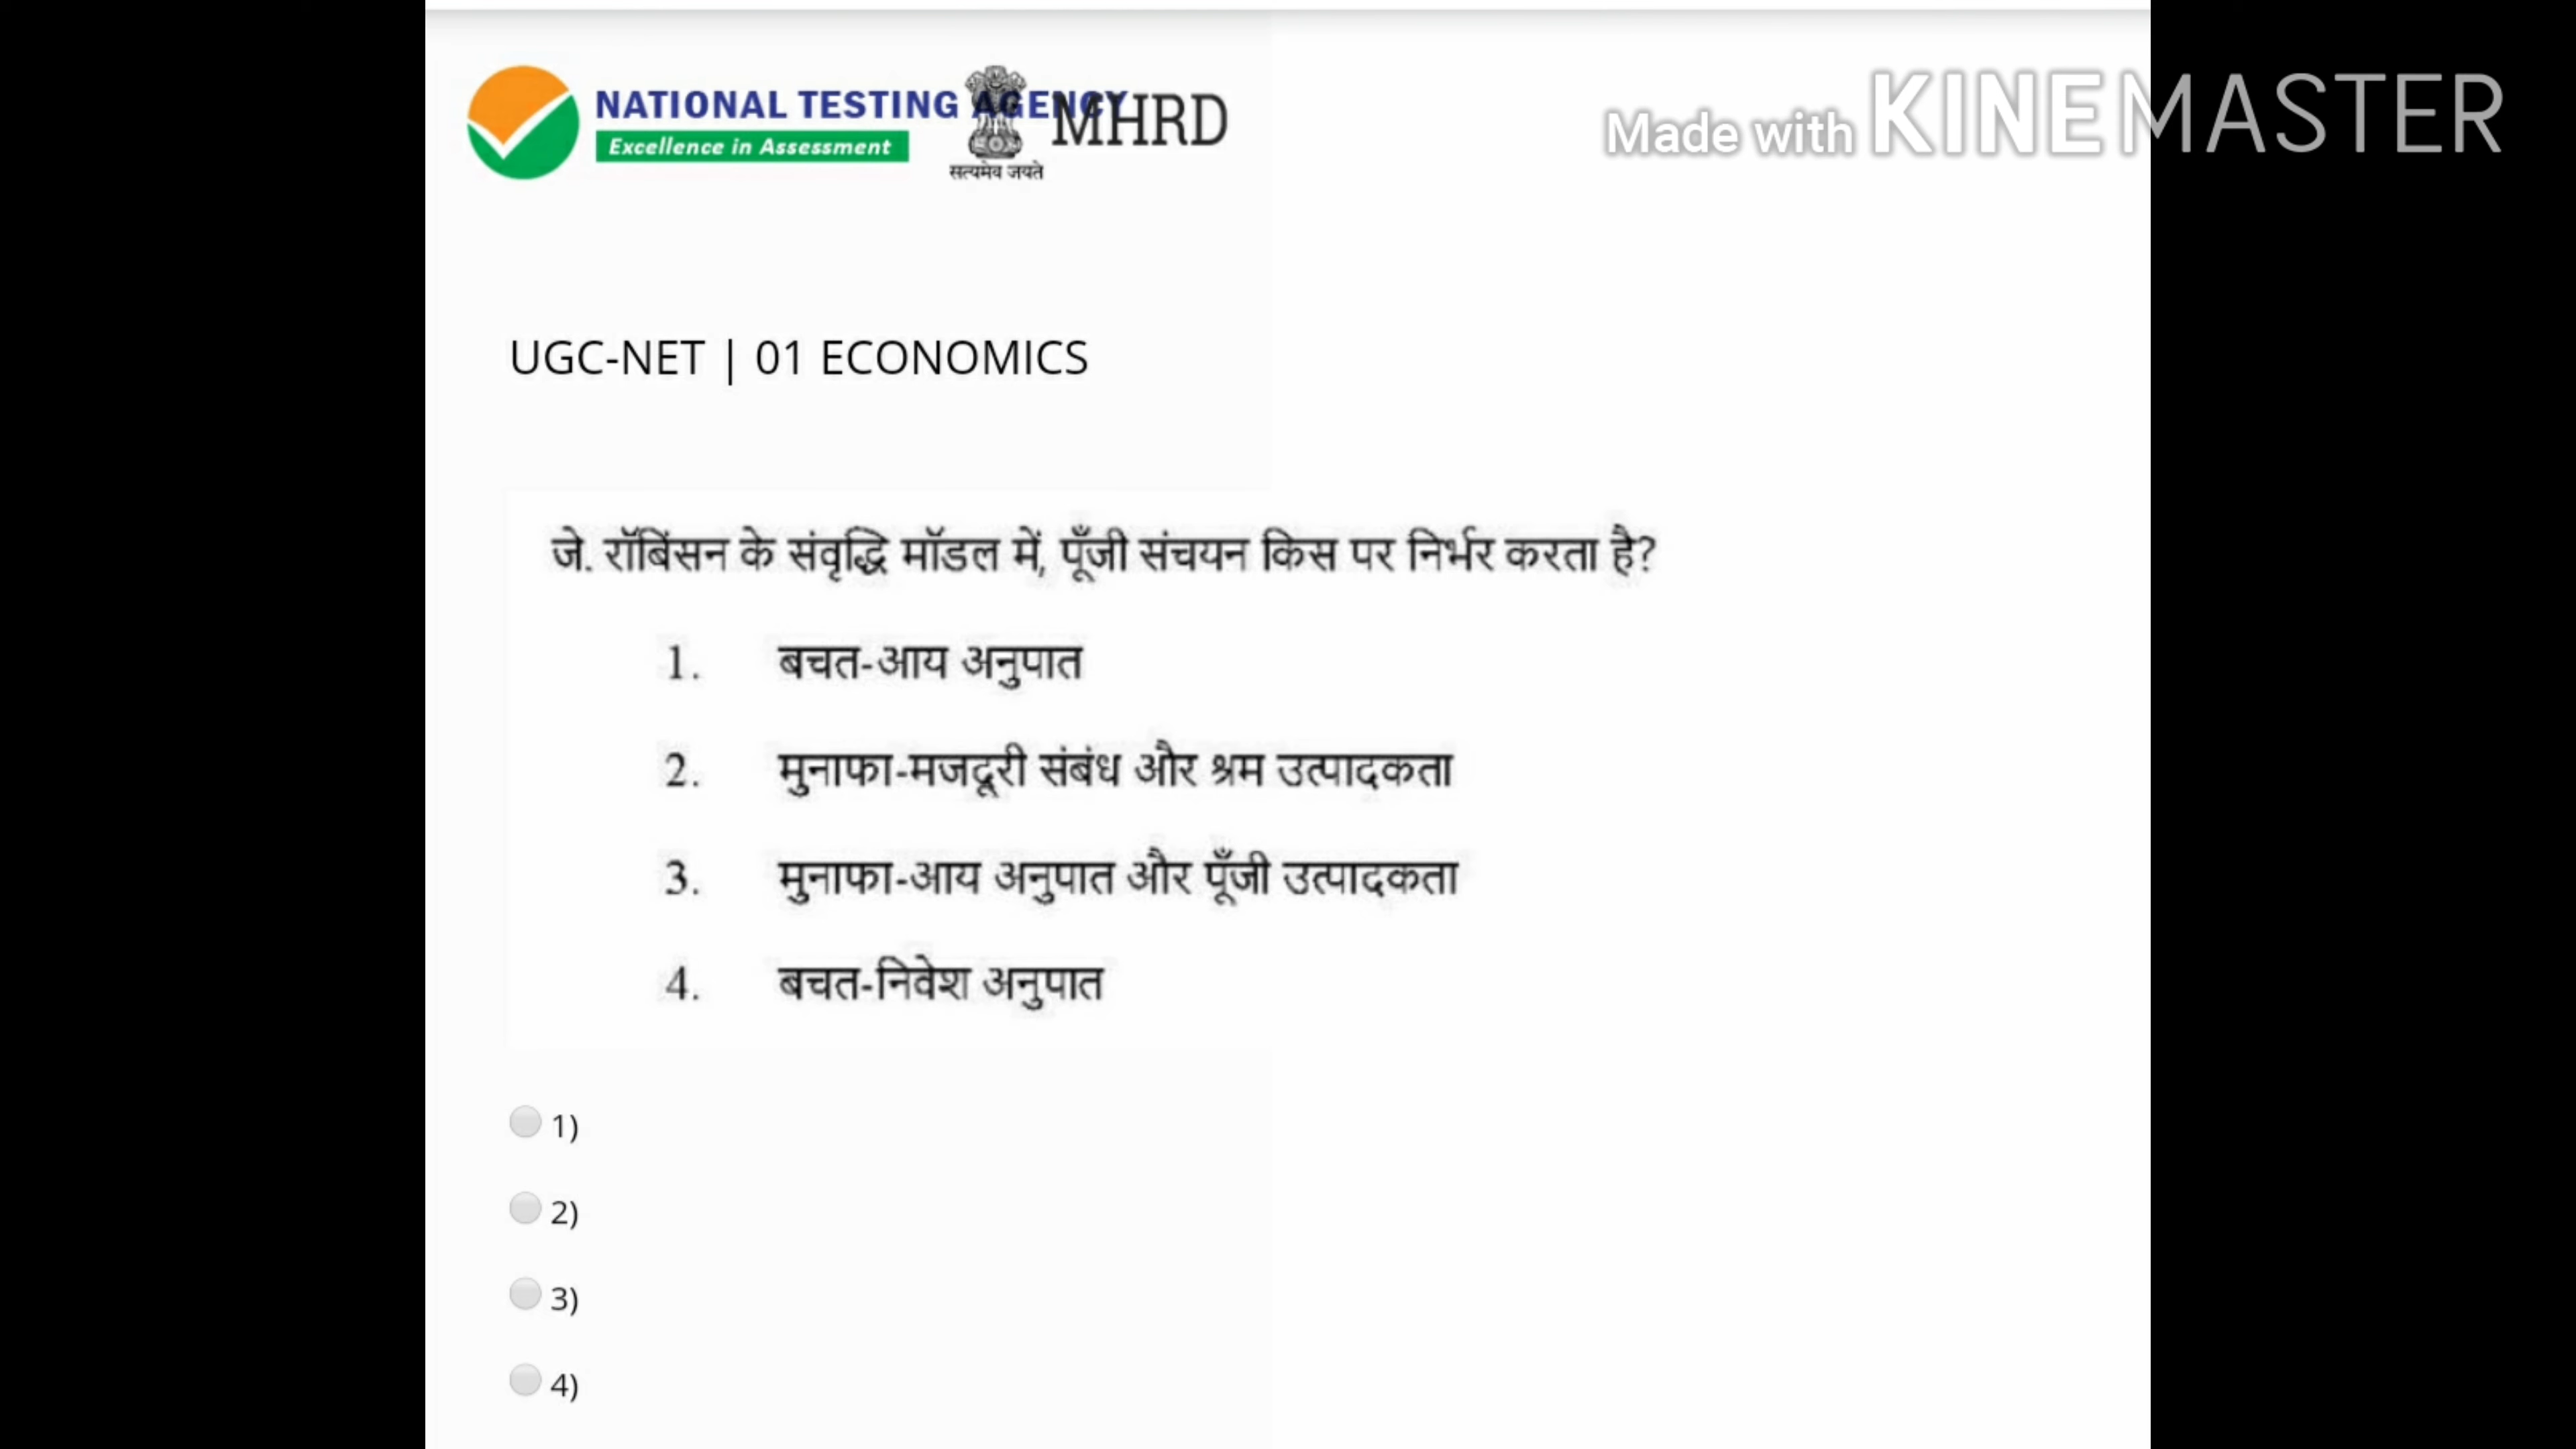 NATIONAL TESTING AGENCY
Excellence in Assessment
सत्यमेव जयते
MHRD
Made with KINEMASTER
UGC-NET | 01 ECONOMICS
जे. रॉबिंसन के संवृद्धि मॉडल में, पूँजी संचयन किस पर निर्भर करता है?
1. बचत-आय अनुपात
2. मुनाफा-मजदूरी संबंध और श्रम उत्पादकता
3. मुनाफा-आय अनुपात और पूँजी उत्पादकता
4. बचत-निवेश अनुपात
1)
2)
3)
4)